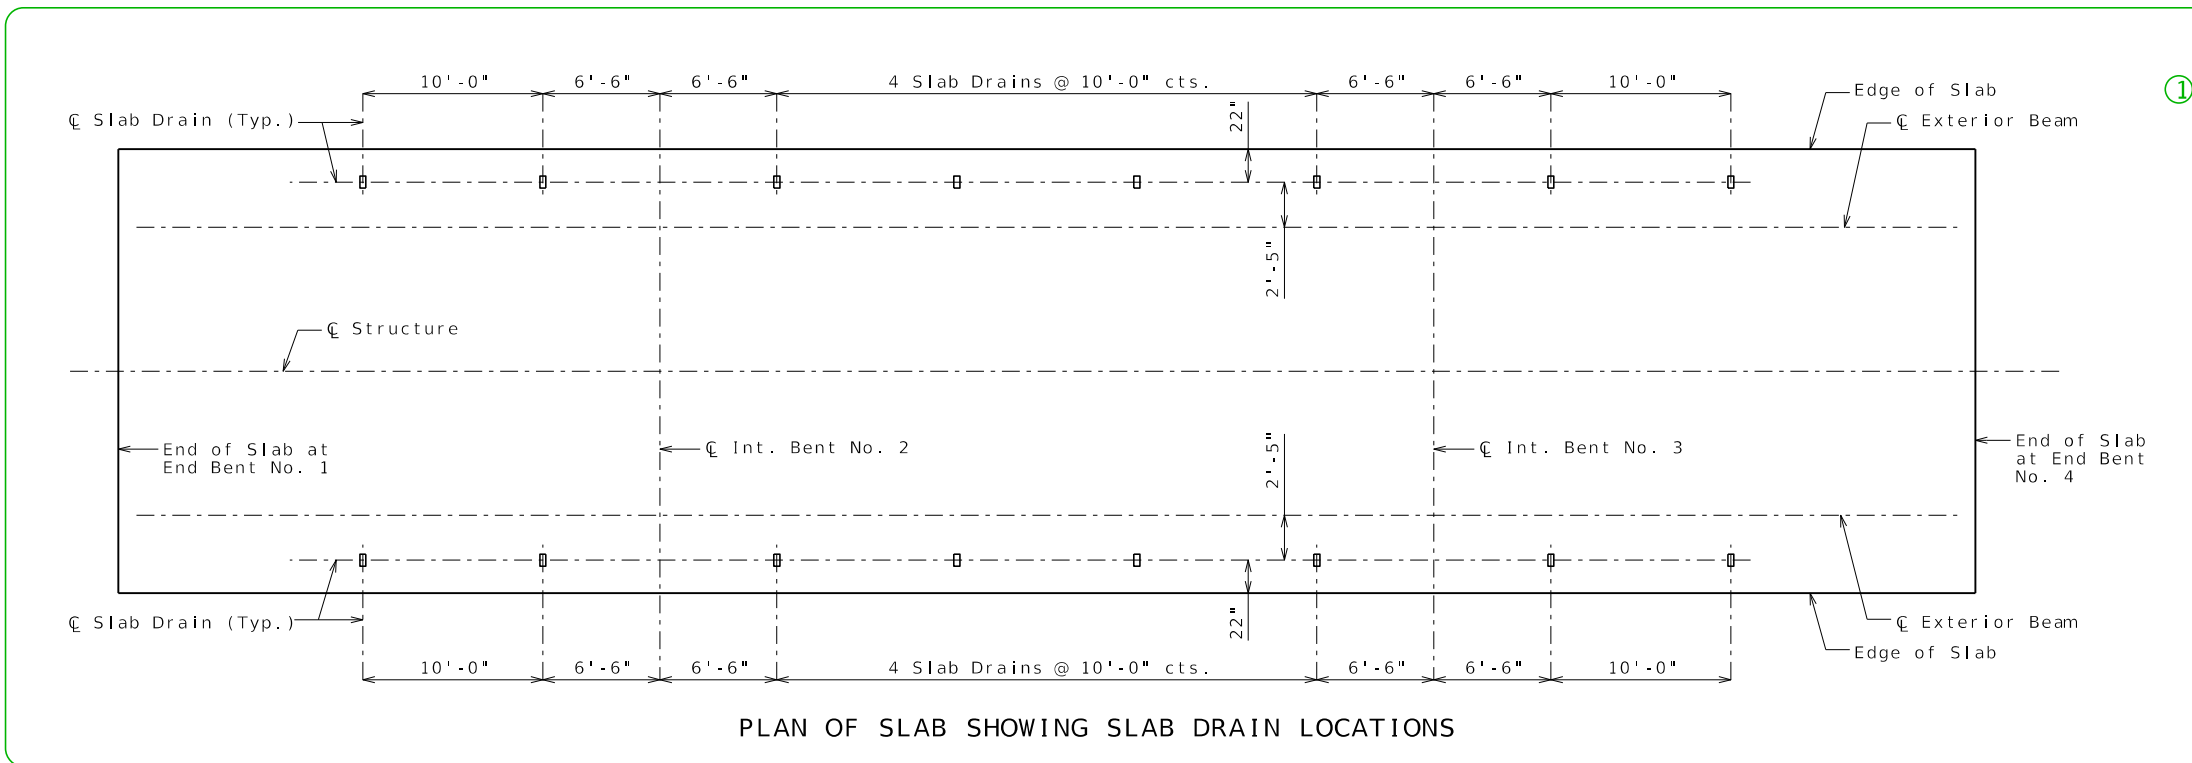 10'-0" 6'-6" 6'-6" 4 Slab Drains @ 10'-0" cts. 6'-6" 6'-6" 10'-0"
Edge of Slab
①
℄ Slab Drain (Typ.)
22"
℄ Exterior Beam
2'-5"
℄ Structure
End of Slab at
End Bent No. 1
℄ Int. Bent No. 2
2'-5"
℄ Int. Bent No. 3
End of Slab
at End Bent
No. 4
℄ Slab Drain (Typ.)
22"
℄ Exterior Beam
Edge of Slab
10'-0" 6'-6" 6'-6" 4 Slab Drains @ 10'-0" cts. 6'-6" 6'-6" 10'-0"
PLAN OF SLAB SHOWING SLAB DRAIN LOCATIONS